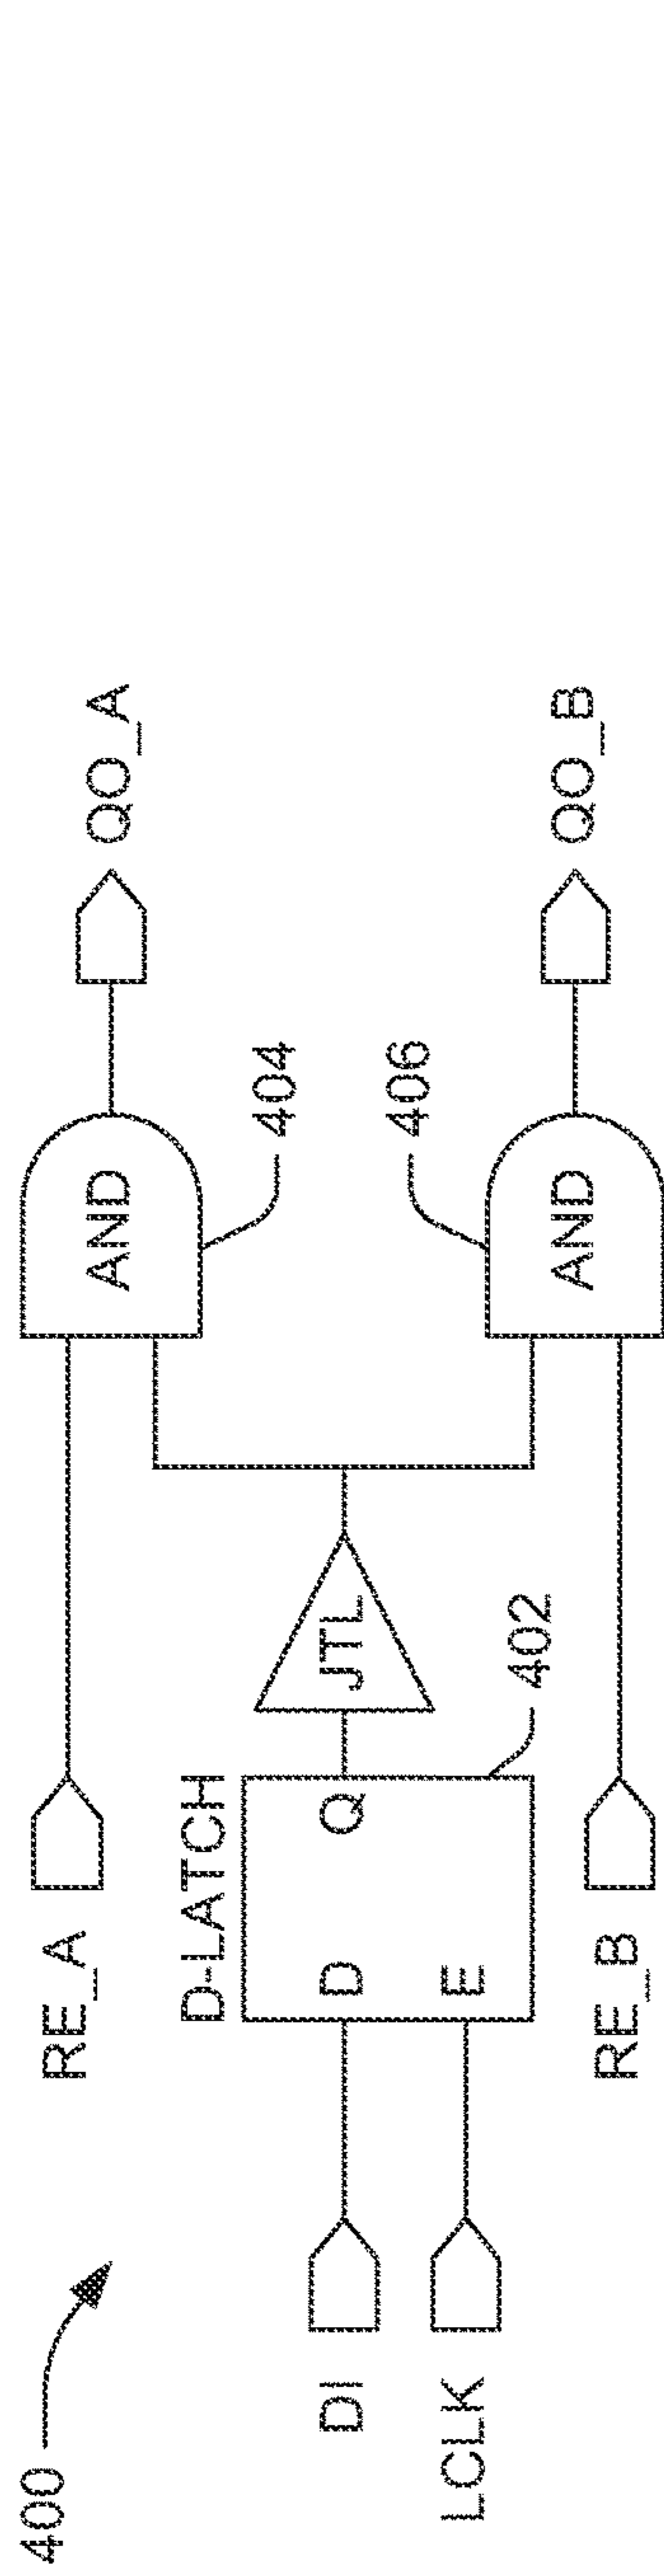 400
RE_A
AND
QO_A
404
D-LATCH
DI
D
Q
JTL
LCLK
E
402
406
RE_B
AND
QO_B